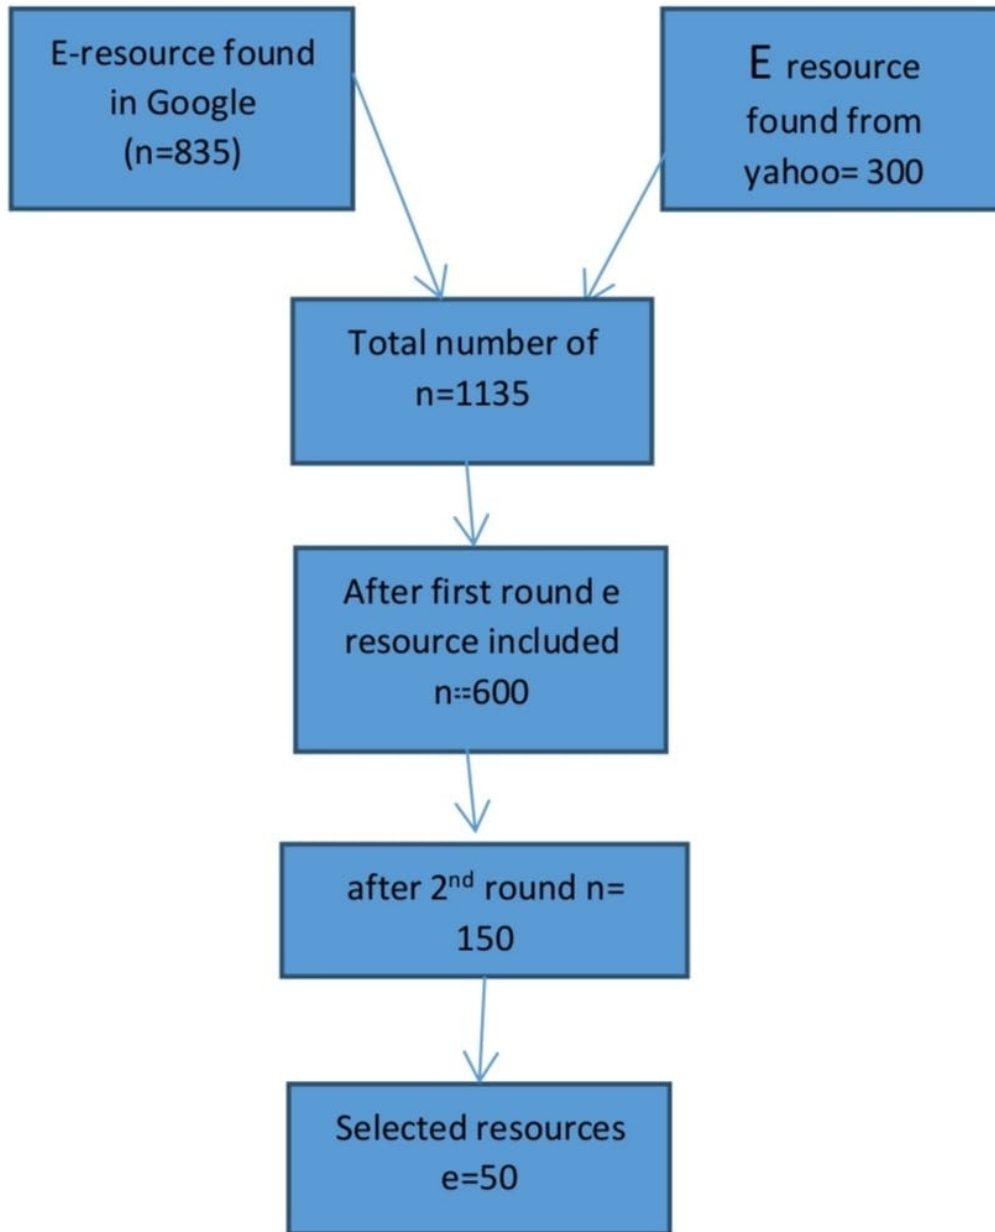 E-resource found
in Google
(n=835)
E resource
found from
yahoo= 300
Total number of
n=1135
After first round e
resource included
n=600
after 2nd round n=
150
Selected resources
e=50